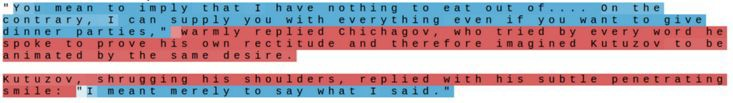 "You mean to imply that I have nothing to eat out of.... On the
contrary, I can supply you with everything even if you want to give
dinner parties," warmly replied Chichagov, who tried by every word he
spoke to prove his own rectitude and therefore imagined Kutuzov to be
animated by the same desire.
Kutuzov, shrugging his shoulders, replied with his subtle penetrating
smile: "I meant merely to say what I said."